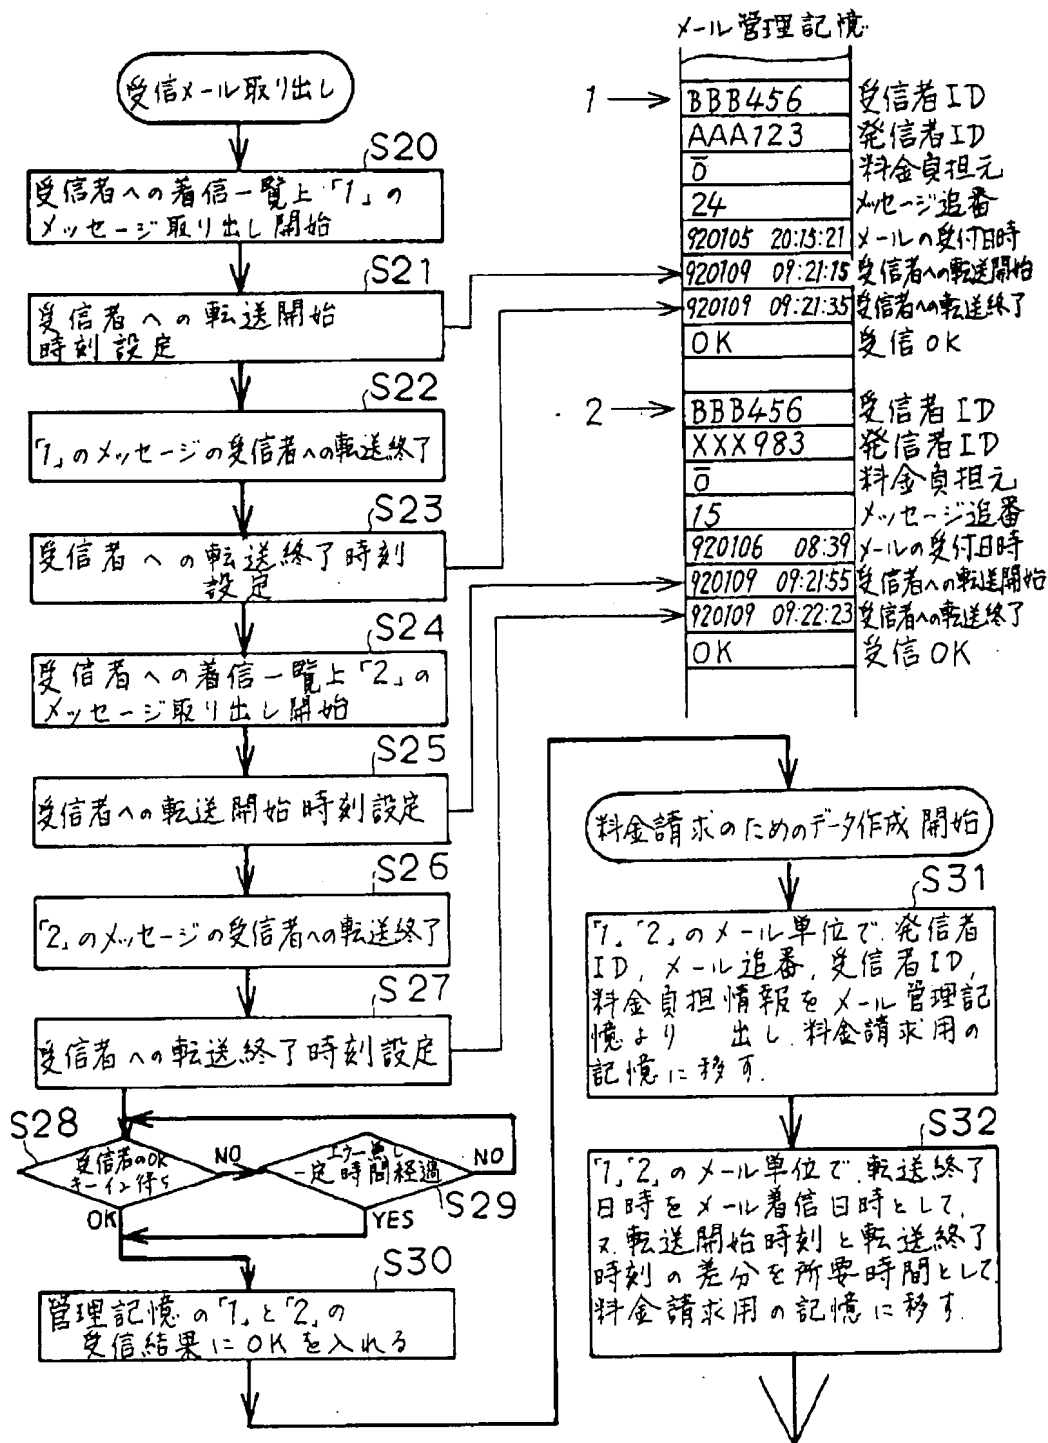 受信メール取り出し
S20
受信者への着信一覧上「1」の
メッセージ取り出し開始
S21
受信者への転送開始
時刻設定
S22
「1」のメッセージの受信者への転送終了
S23
受信者への転送終了時刻
設定
S24
受信者への着信一覧上「2」の
メッセージ取り出し開始
S25
受信者への転送開始時刻設定
S26
「2」のメッセージの受信者への転送終了
S27
受信者への転送終了時刻設定
S28
受信者のOK
キーイン待ち
NO
OK
エラー無し
一定時間経過
NO
S29
YES
S30
管理記憶の「1」と「2」の
受信結果にOKを入れる
メール管理記憶
1
BBB456 受信者ID
AAA123 発信者ID
0 料金負担元
24 メッセージ追番
920105 20:15:21 メールの受付日時
920109 09:21:15 受信者への転送開始
920109 09:21:35 受信者への転送終了
OK 受信OK
2
BBB456 受信者ID
XXX983 発信者ID
0 料金負担元
15 メッセージ追番
920106 08:39 メールの受付日時
920109 09:21:55 受信者への転送開始
920109 09:22:23 受信者への転送終了
OK 受信OK
料金請求のためのデータ作成開始
S31
「1」「2」のメール単位で、発信者
ID, メール追番, 受信者ID,
料金負担情報をメール管理記
憶より 出し、料金請求用の
記憶に移す.
S32
「1」「2」のメール単位で、転送終了
日時をメール着信日時として、
又、転送開始時刻と転送終了
時刻の差分を所要時間として、
料金請求用の記憶に移す.